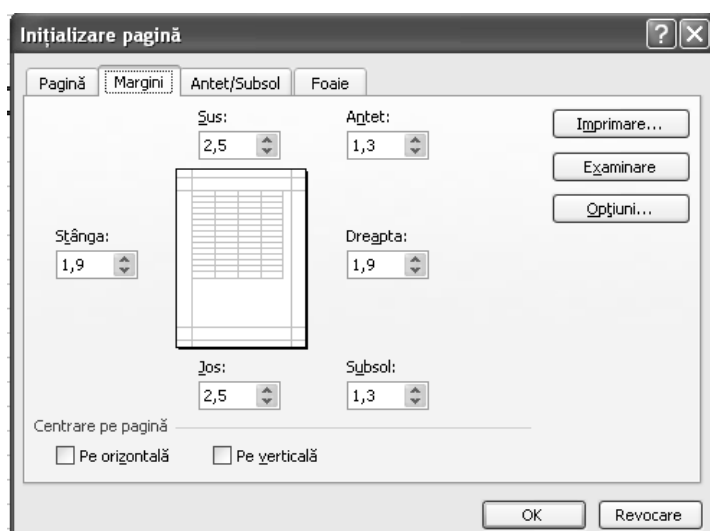 Inițializare pagină
Pagină Margini Antet/Subsol Foaie
Sus: Antet:
2,5 1,3
Imprimare...
Examinare
Opţiuni...
Stânga: Dreapta:
1,9 1,9
Jos: Subsol:
2,5 1,3
Centrare pe pagină
Pe orizontală Pe verticală
OK Revocare